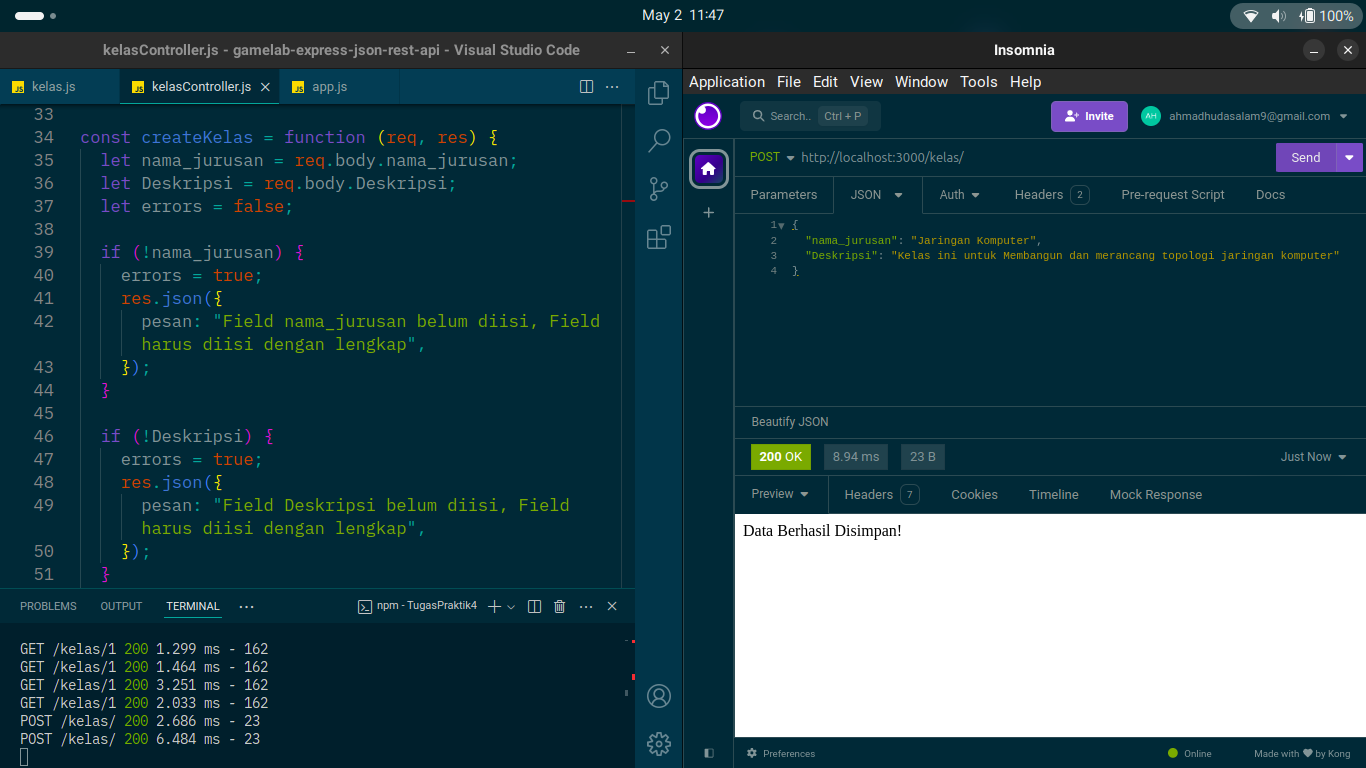 May 2 11:47
100%
kelasController.js - gamelab-express-json-rest-api - Visual Studio Code
kelas.js
kelasController.js
app.js
33
34 const createKelas = function (req, res) {
35 let nama_jurusan = req.body.nama_jurusan;
36 let Deskripsi = req.body.Deskripsi;
37 let errors = false;
38
39 if (!nama_jurusan) {
40 errors = true;
41 res.json({
42 pesan: "Field nama_jurusan belum diisi, Field
harus diisi dengan lengkap",
43 });
44 }
45
46 if (!Deskripsi) {
47 errors = true;
48 res.json({
49 pesan: "Field Deskripsi belum diisi, Field
harus diisi dengan lengkap",
50 });
51 }
PROBLEMS OUTPUT TERMINAL
npm - TugasPraktik4
GET /kelas/1 200 1.299 ms - 162
GET /kelas/1 200 1.464 ms - 162
GET /kelas/1 200 3.251 ms - 162
GET /kelas/1 200 2.033 ms - 162
POST /kelas/ 200 2.686 ms - 23
POST /kelas/ 200 6.484 ms - 23
Insomnia
Application File Edit View Window Tools Help
Search.. Ctrl + P
Invite
AH ahmadhudasalam9@gmail.com
POST http://localhost:3000/kelas/
Send
Parameters JSON Auth Headers 2 Pre-request Script Docs
1 {
2 "nama_jurusan": "Jaringan Komputer",
3 "Deskripsi": "Kelas ini untuk Membangun dan merancang topologi jaringan komputer"
4 }
Beautify JSON
200 OK 8.94 ms 23 B Just Now
Preview Headers 7 Cookies Timeline Mock Response
Data Berhasil Disimpan!
Preferences
Online
Made with ♥ by Kong